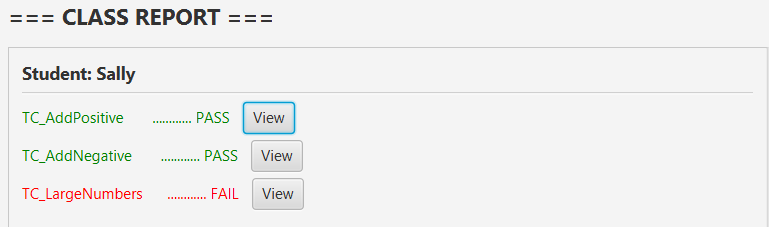 === CLASS REPORT ===
Student: Sally
TC_AddPositive ............ PASS View
TC_AddNegative ............ PASS View
TC_LargeNumbers ............ FAIL View